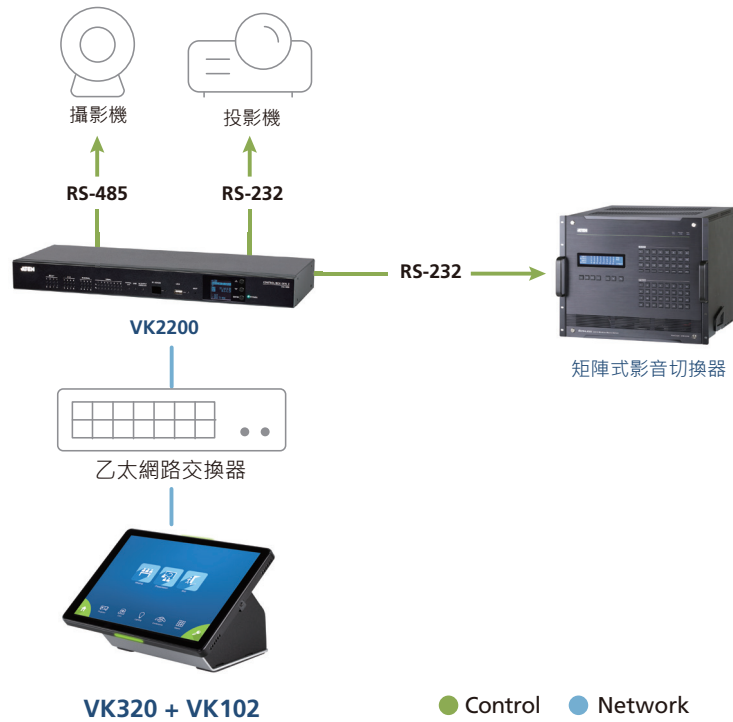 攝影機
投影機
RS-485
RS-232
RS-232
ATEN
VK2200
矩陣式影音切換器
乙太網路交換器
VK320 + VK102
Control
Network